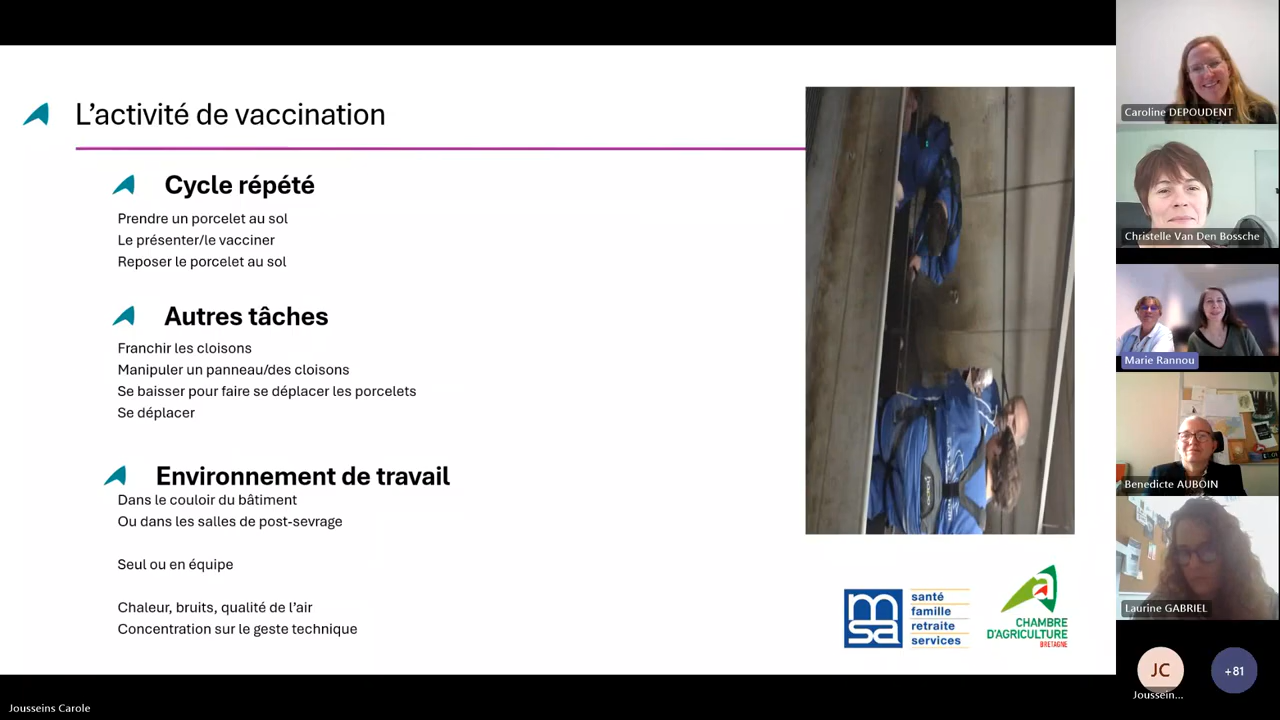 L'activité de vaccination
Cycle répété
Prendre un porcelet au sol
Le présenter/le vacciner
Reposer le porcelet au sol
Autres tâches
Franchir les cloisons
Manipuler un panneau/des cloisons
Se baisser pour faire se déplacer les porcelets
Se déplacer
Environnement de travail
Dans le couloir du bâtiment
Ou dans les salles de post-sevrage
Seul ou en équipe
Chaleur, bruits, qualité de l'air
Concentration sur le geste technique
msa
santé
famille
retraite
services
CHAMBRE
D'AGRICULTURE
BRETAGNE
Caroline DEPOUDENT
Christelle Van Den Bossche
Marie Rannou
Benedicte AUBÔIN
Laurine GABRIEL
JC
Joussein...
+81
Jousseins Carole